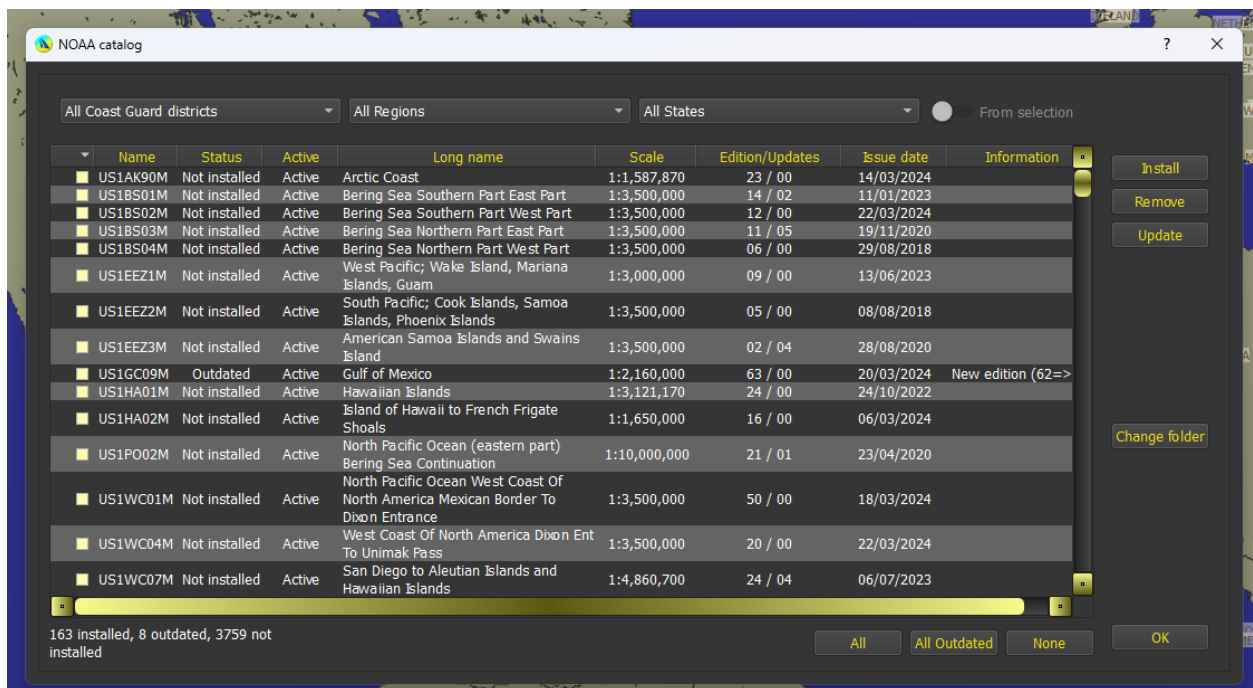 NOAA catalog
?
All Coast Guard districts
All Regions
All States
From selection
Name Status Active Long name Scale Edition/Updates Issue date Information
US1AK90M Not installed Active Arctic Coast 1:1,587,870 23 / 00 14/03/2024
US1BS01M Not installed Active Bering Sea Southern Part East Part 1:3,500,000 14 / 02 11/01/2023
US1BS02M Not installed Active Bering Sea Southern Part West Part 1:3,500,000 12 / 00 22/03/2024
US1BS03M Not installed Active Bering Sea Northern Part East Part 1:3,500,000 11 / 05 19/11/2020
US1BS04M Not installed Active Bering Sea Northern Part West Part 1:3,500,000 06 / 00 29/08/2018
West Pacific; Wake Island, Mariana
US1EEZ1M Not installed Active 1:3,000,000 09 / 00 13/06/2023
Islands, Guam
South Pacific; Cook Islands, Samoa
US1EEZ2M Not installed Active 1:3,500,000 05 / 00 08/08/2018
Islands, Phoenix Islands
American Samoa Islands and Swains
US1EEZ3M Not installed Active 1:3,500,000 02 / 04 28/08/2020
Island
US1GC09M Outdated Active Gulf of Mexico 1:2,160,000 63 / 00 20/03/2024 New edition (62=>
US1HA01M Not installed Active Hawaiian Islands 1:3,121,170 24 / 00 24/10/2022
Island of Hawaii to French Frigate
US1HA02M Not installed Active 1:1,650,000 16 / 00 06/03/2024
Shoals
North Pacific Ocean (eastern part)
US1PO02M Not installed Active 1:10,000,000 21 / 01 23/04/2020
Bering Sea Continuation
North Pacific Ocean West Coast Of
US1WC01M Not installed Active North America Mexican Border To 1:3,500,000 50 / 00 18/03/2024
Dixon Entrance
West Coast Of North America Dixon Ent
US1WC04M Not installed Active 1:3,500,000 20 / 00 22/03/2024
To Unimak Pass
San Diego to Aleutian Islands and
US1WC07M Not installed Active 1:4,860,700 24 / 04 06/07/2023
Hawaiian Islands
Install
Remove
Update
Change folder
163 installed, 8 outdated, 3759 not
installed
All
All Outdated
None
OK